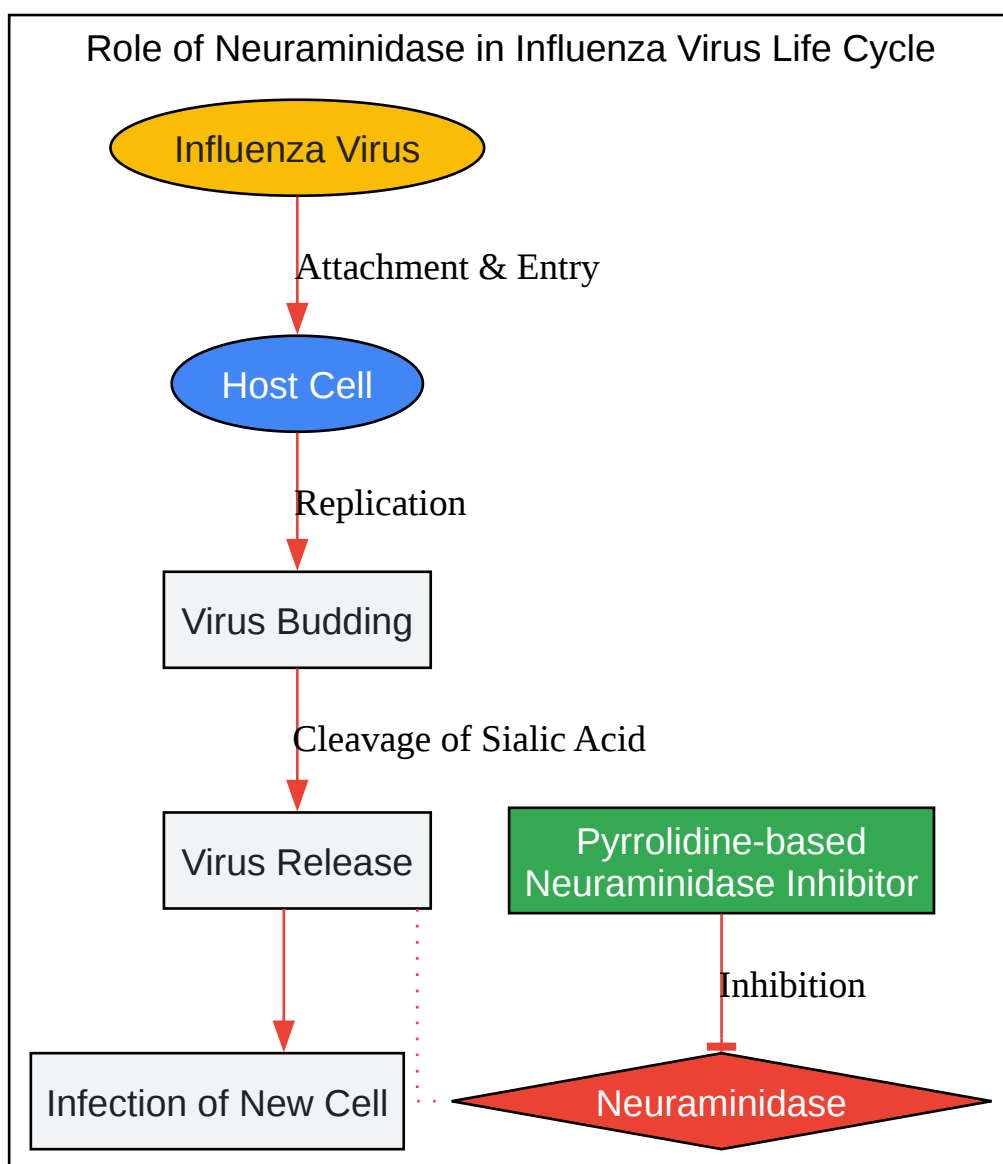 Role of Neuraminidase in Influenza Virus Life Cycle
Influenza Virus
Attachment & Entry
Host Cell
Replication
Virus Budding
Cleavage of Sialic Acid
Virus Release
Pyrrolidine-based
Neuraminidase Inhibitor
Inhibition
Infection of New Cell
Neuraminidase